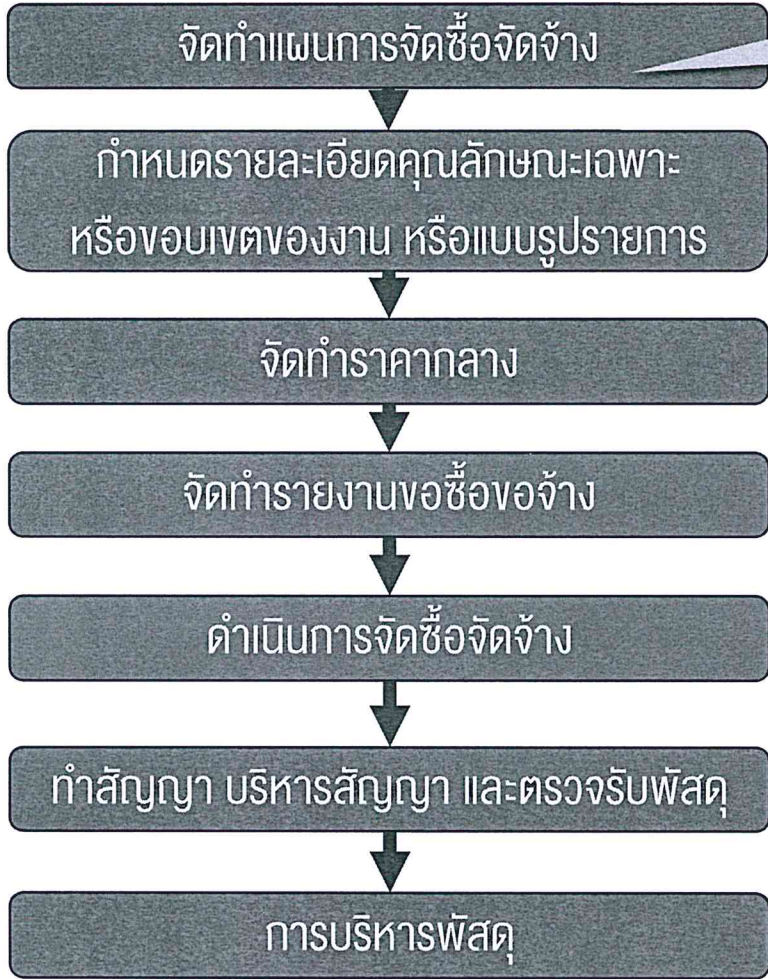 จัดทำแผนการจัดซื้อจัดจ้าง
กำหนดรายละเอียดคุณลักษณะเฉพาะ
หรือขอบเขตของงาน หรือแบบรูปรายการ
จัดทำราคากลาง
จัดทำรายงานขอซื้อขอจ้าง
ดำเนินการจัดซื้อจัดจ้าง
ทำสัญญา บริหารสัญญา และตรวจรับพัสดุ
การบริหารพัสดุ